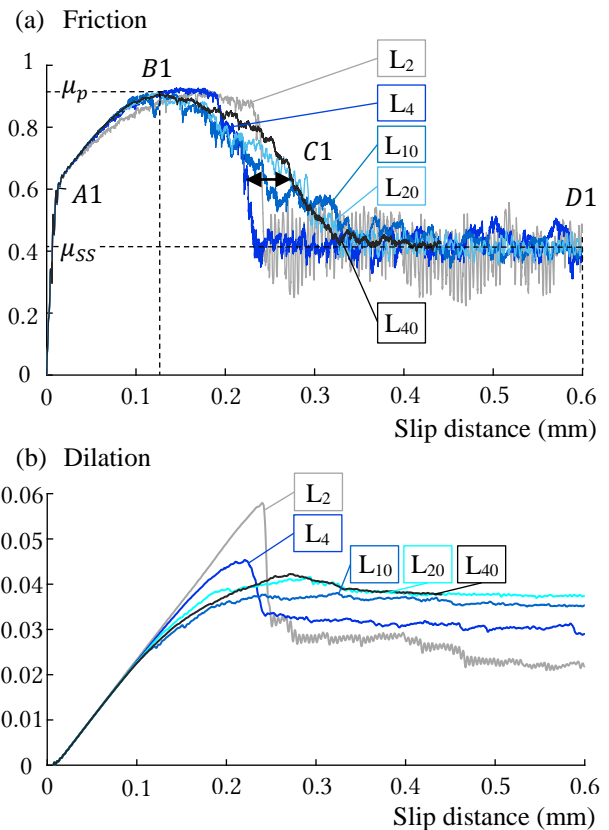 (a) Friction
1
0.8
0.6
0.4
0.2
0
μp
B1
A1
C1
D1
μSS
L2
L4
L10
L20
L40
0 0.1 0.2 0.3 0.4 0.5 0.6
Slip distance (mm)
(b) Dilation
0.06
0.05
0.04
0.03
0.02
0.01
0
L2
L4
L10 L20 L40
0 0.1 0.2 0.3 0.4 0.5 0.6
Slip distance (mm)